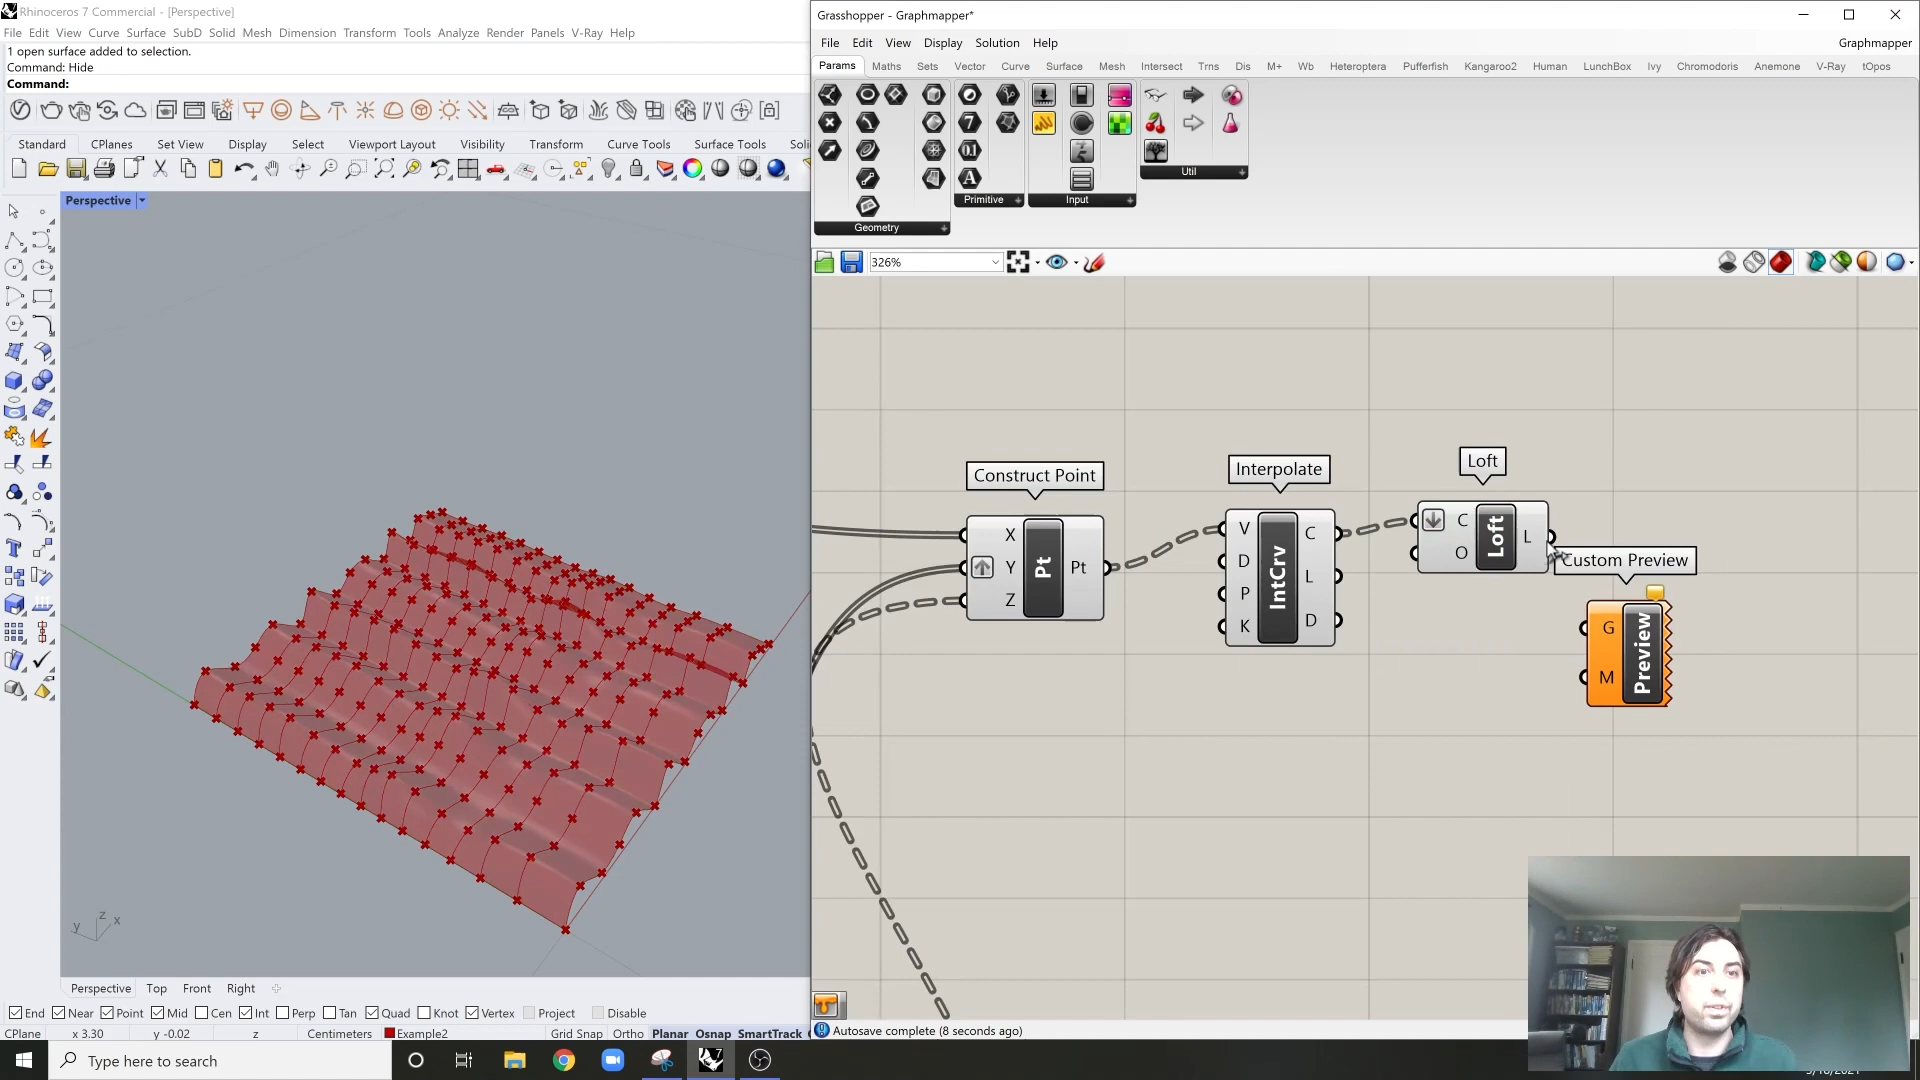 Rhinoceros 7 Commercial - [Perspective]
File Edit View Curve Surface SubD Solid Mesh Dimension Transform Tools Analyze Render Panels V-Ray Help
1 open surface added to selection.
Command: Hide
Command:
Standard CPlanes Set View Display Select Viewport Layout Visibility Transform Curve Tools Surface Tools Soli
Perspective
z
y x
Perspective Top Front Right
End Near Point Mid Cen Int Perp Tan Quad Knot Vertex Project Disable
CPlane x 3.30 y -0.02 z Centimeters Example2 Grid Snap Ortho Planar Osnap SmartTrack
Type here to search
Grasshopper - Graphmapper*
File Edit View Display Solution Help
Graphmapper
Params Maths Sets Vector Curve Surface Mesh Intersect Trns Dis M+ Wb Heteroptera Pufferfish Kangaroo2 Human LunchBox Ivy Chromodoris Anemone V-Ray tOpos
Geometry
Primitive
Input
Util
326%
Construct Point
X
Y
Z
Pt
Pt
Interpolate
V
D
P
K
IntCrv
C
L
D
Loft
C
O
Loft
L
Custom Preview
G
M
Preview
Autosave complete (8 seconds ago)